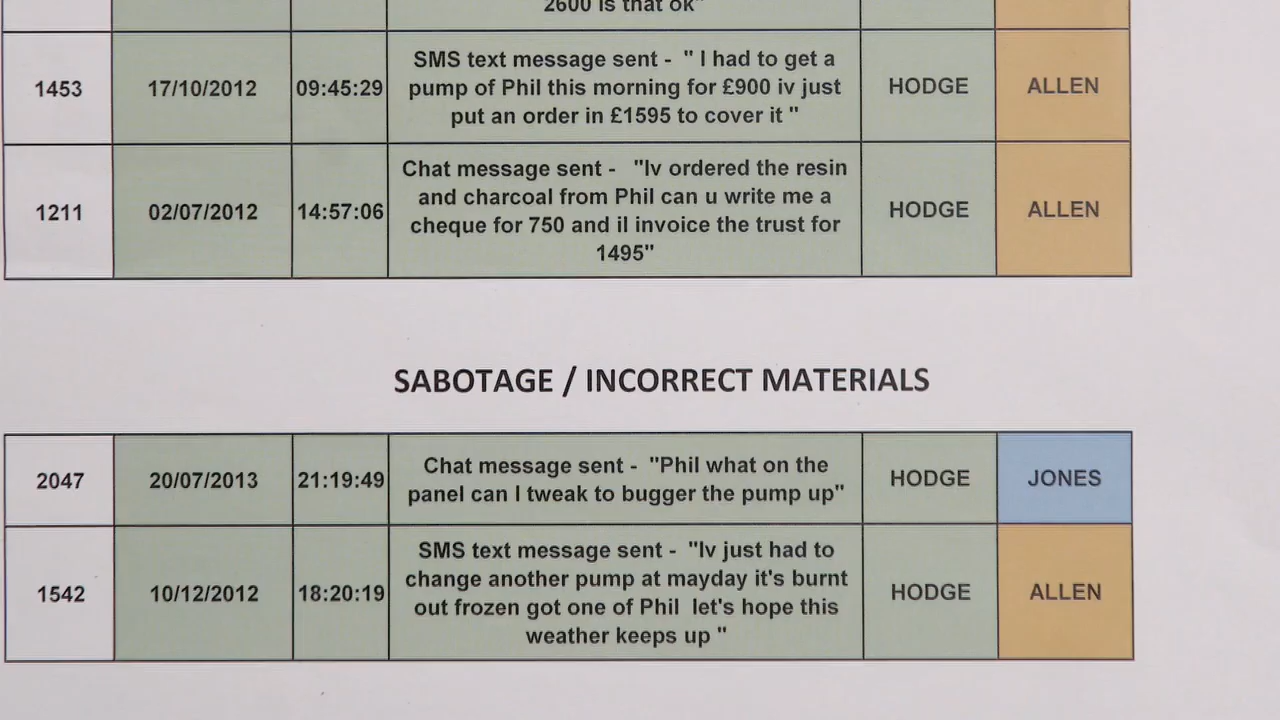 2600 is that ok"
1453 17/10/2012 09:45:29 SMS text message sent - " I had to get a pump of Phil this morning for £900 iv just put an order in £1595 to cover it " HODGE ALLEN
1211 02/07/2012 14:57:06 Chat message sent - "Iv ordered the resin and charcoal from Phil can u write me a cheque for 750 and il invoice the trust for 1495" HODGE ALLEN
SABOTAGE / INCORRECT MATERIALS
2047 20/07/2013 21:19:49 Chat message sent - "Phil what on the panel can I tweak to bugger the pump up" HODGE JONES
1542 10/12/2012 18:20:19 SMS text message sent - "Iv just had to change another pump at mayday it's burnt out frozen got one of Phil let's hope this weather keeps up " HODGE ALLEN